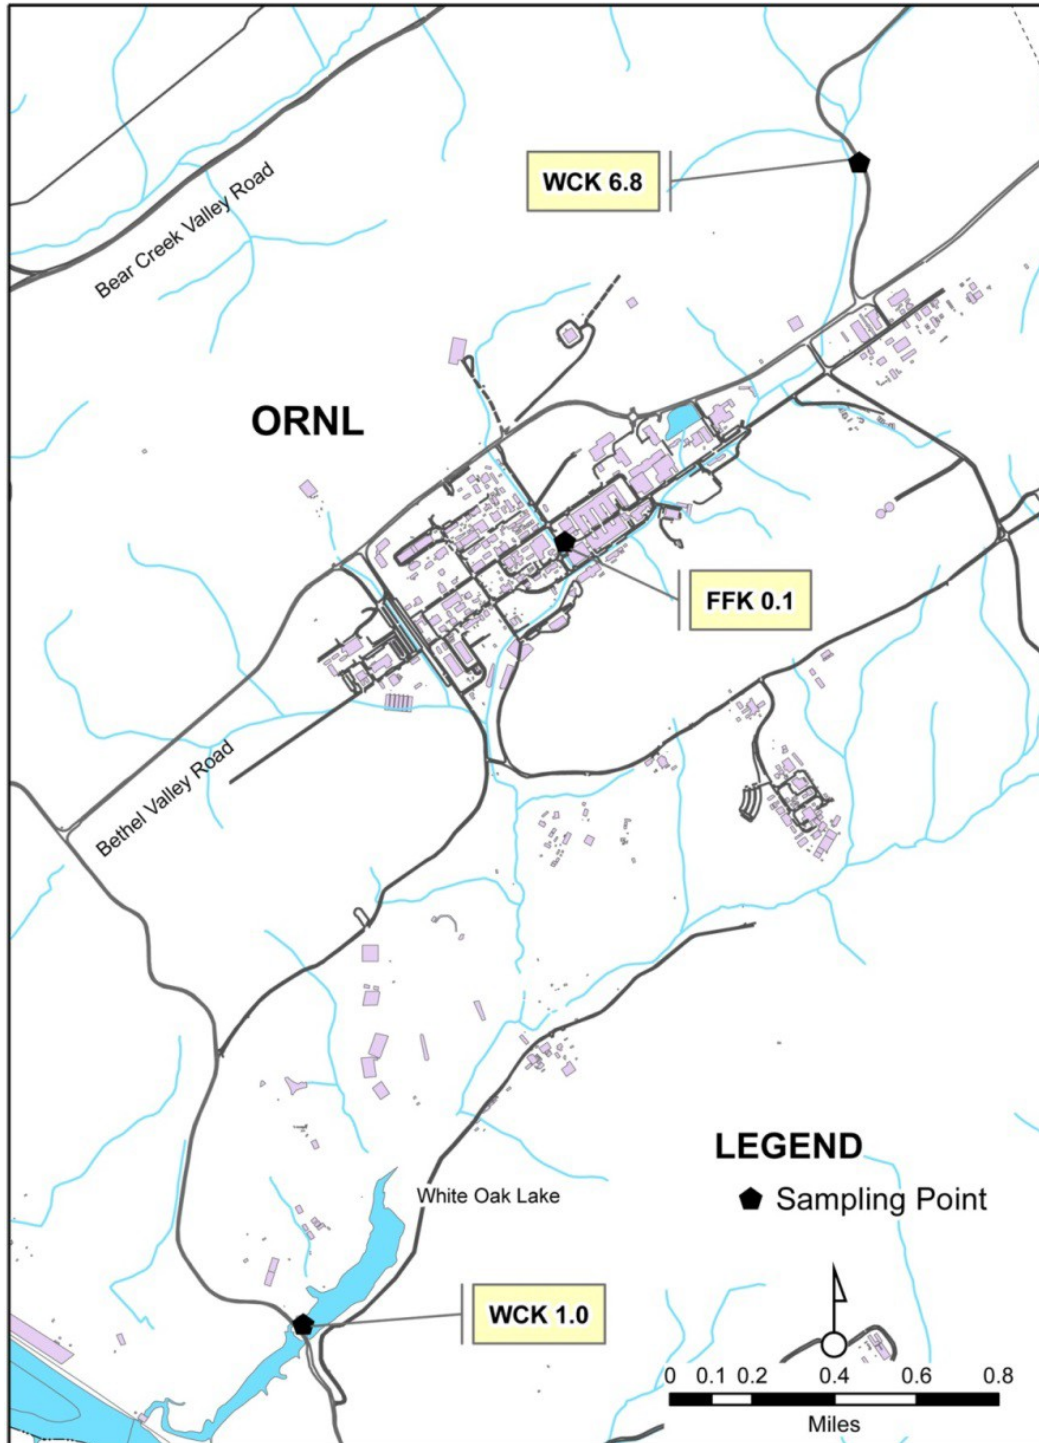 WCK 6.8
Bear Creek Valley Road
ORNL
FFK 0.1
Bethel Valley Road
LEGEND
Sampling Point
White Oak Lake
WCK 1.0
0 0.1 0.2 0.4 0.6 0.8
Miles